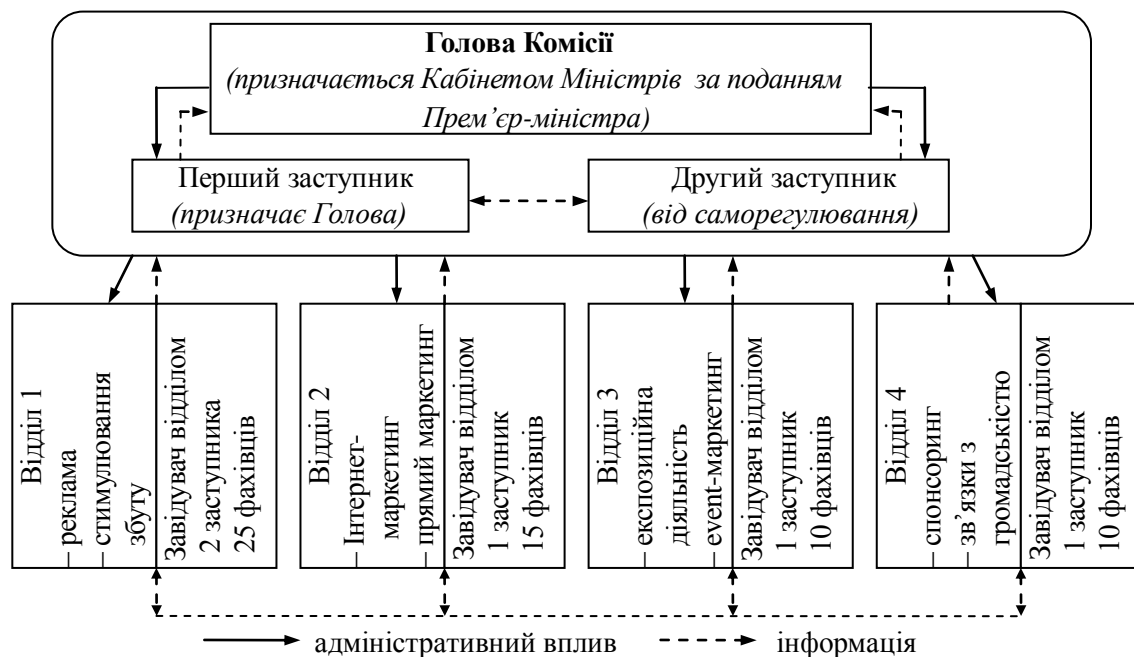 Голова Комісії
(призначається Кабінетом Міністрів за поданням
Прем’єр-міністра)
Перший заступник
(призначає Голова)
Другий заступник
(від саморегулювання)
Відділ 1
реклама
стимулювання
збуту
Завідувач відділом
2 заступника
25 фахівців
Відділ 2
Інтернет-
маркетинг
прямий маркетинг
Завідувач відділом
1 заступник
15 фахівців
Відділ 3
експозиційна
діяльність
event-маркетинг
Завідувач відділом
1 заступник
10 фахівців
Відділ 4
спонсоринг
зв’язки з
громадськістю
Завідувач відділом
1 заступник
10 фахівців
адміністративний вплив
інформація